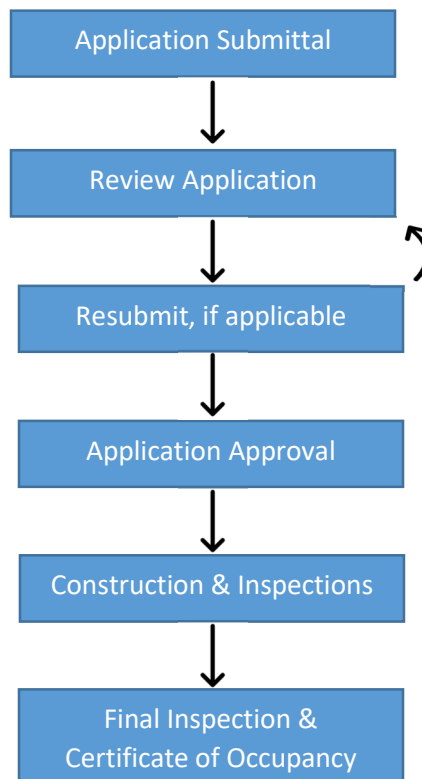 Application Submittal
Review Application
Resubmit, if applicable
Application Approval
Construction & Inspections
Final Inspection &
Certificate of Occupancy